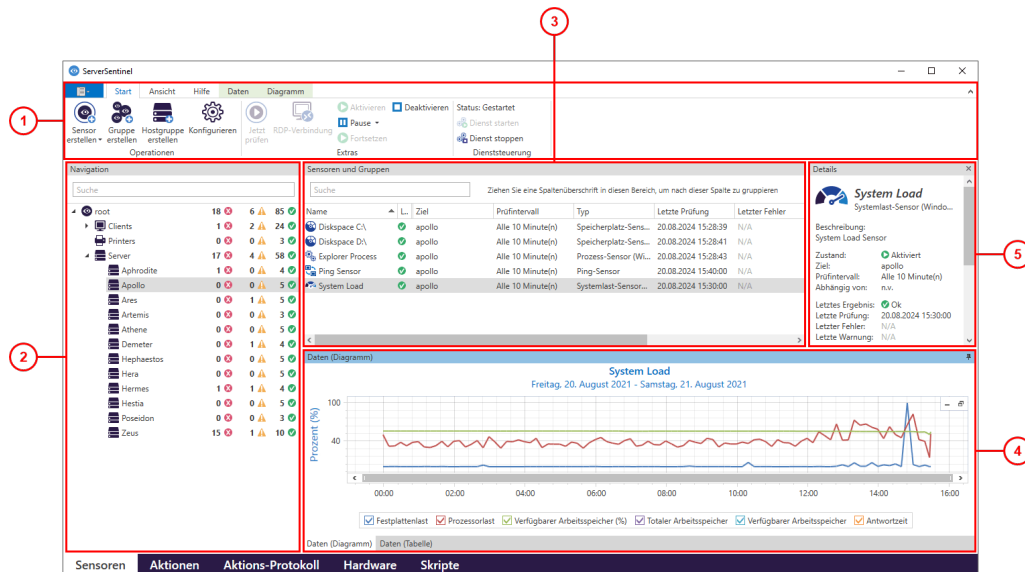 3
ServerSentinel
Start Ansicht Hilfe Daten Diagramm
1
Sensor erstellen
Gruppe erstellen
Hostgruppe erstellen
Konfigurieren
Operationen
Jetzt prüfen
RDP-Verbindung
Aktivieren
Deaktivieren
Pause
Fortsetzen
Extras
Status: Gestartet
Dienst starten
Dienst stoppen
Dienststeuerung
Navigation
Suche
root 18 6 85
Clients 1 2 24
Printers 0 0 3
Server 17 4 58
Aphrodite 1 0 4
Apollo 0 0 5
Ares 0 1 5
Artemis 0 0 3
Athene 0 0 5
Demeter 0 1 4
Hephaestos 0 0 5
Hera 0 0 5
Hermes 1 1 4
Hestia 0 0 5
Poseidon 0 0 3
Zeus 15 1 10
2
Sensoren und Gruppen
Suche
Ziehen Sie eine Spaltenüberschrift in diesen Bereich, um nach dieser Spalte zu gruppieren
Name L.. Ziel Prüfintervall Typ Letzte Prüfung Letzter Fehler
Diskspace C:\ apollo Alle 10 Minute(n) Speicherplatz-Sens... 20.08.2024 15:28:39 N/A
Diskspace D:\ apollo Alle 10 Minute(n) Speicherplatz-Sens... 20.08.2024 15:28:41 N/A
Explorer Process apollo Alle 10 Minute(n) Prozess-Sensor (Wi... 20.08.2024 15:28:43 N/A
Ping Sensor apollo Alle 10 Minute(n) Ping-Sensor 20.08.2024 15:40:00 N/A
System Load apollo Alle 10 Minute(n) Systemlast-Sensor... 20.08.2024 15:30:00 N/A
Details
System Load
Systemlast-Sensor (Windo...
Beschreibung:
System Load Sensor
Zustand: Aktiviert
Ziel: apollo
Prüfintervall: Alle 10 Minute(n)
Abhängig von: n.v.
Letztes Ergebnis: Ok
Letzte Prüfung: 20.08.2024 15:30:00
Letzter Fehler: N/A
Letzte Warnung: N/A
5
Daten (Diagramm)
System Load
Freitag, 20. August 2021 - Samstag, 21. August 2021
Prozent (%)
100
40
00:00 02:00 04:00 06:00 08:00 10:00 12:00 14:00 16:00
Festplattenlast Prozessorlast Verfügbarer Arbeitsspeicher (%) Totaler Arbeitsspeicher Verfügbarer Arbeitsspeicher Antwortzeit
4
Daten (Diagramm) Daten (Tabelle)
Sensoren Aktionen Aktions-Protokoll Hardware Skripte